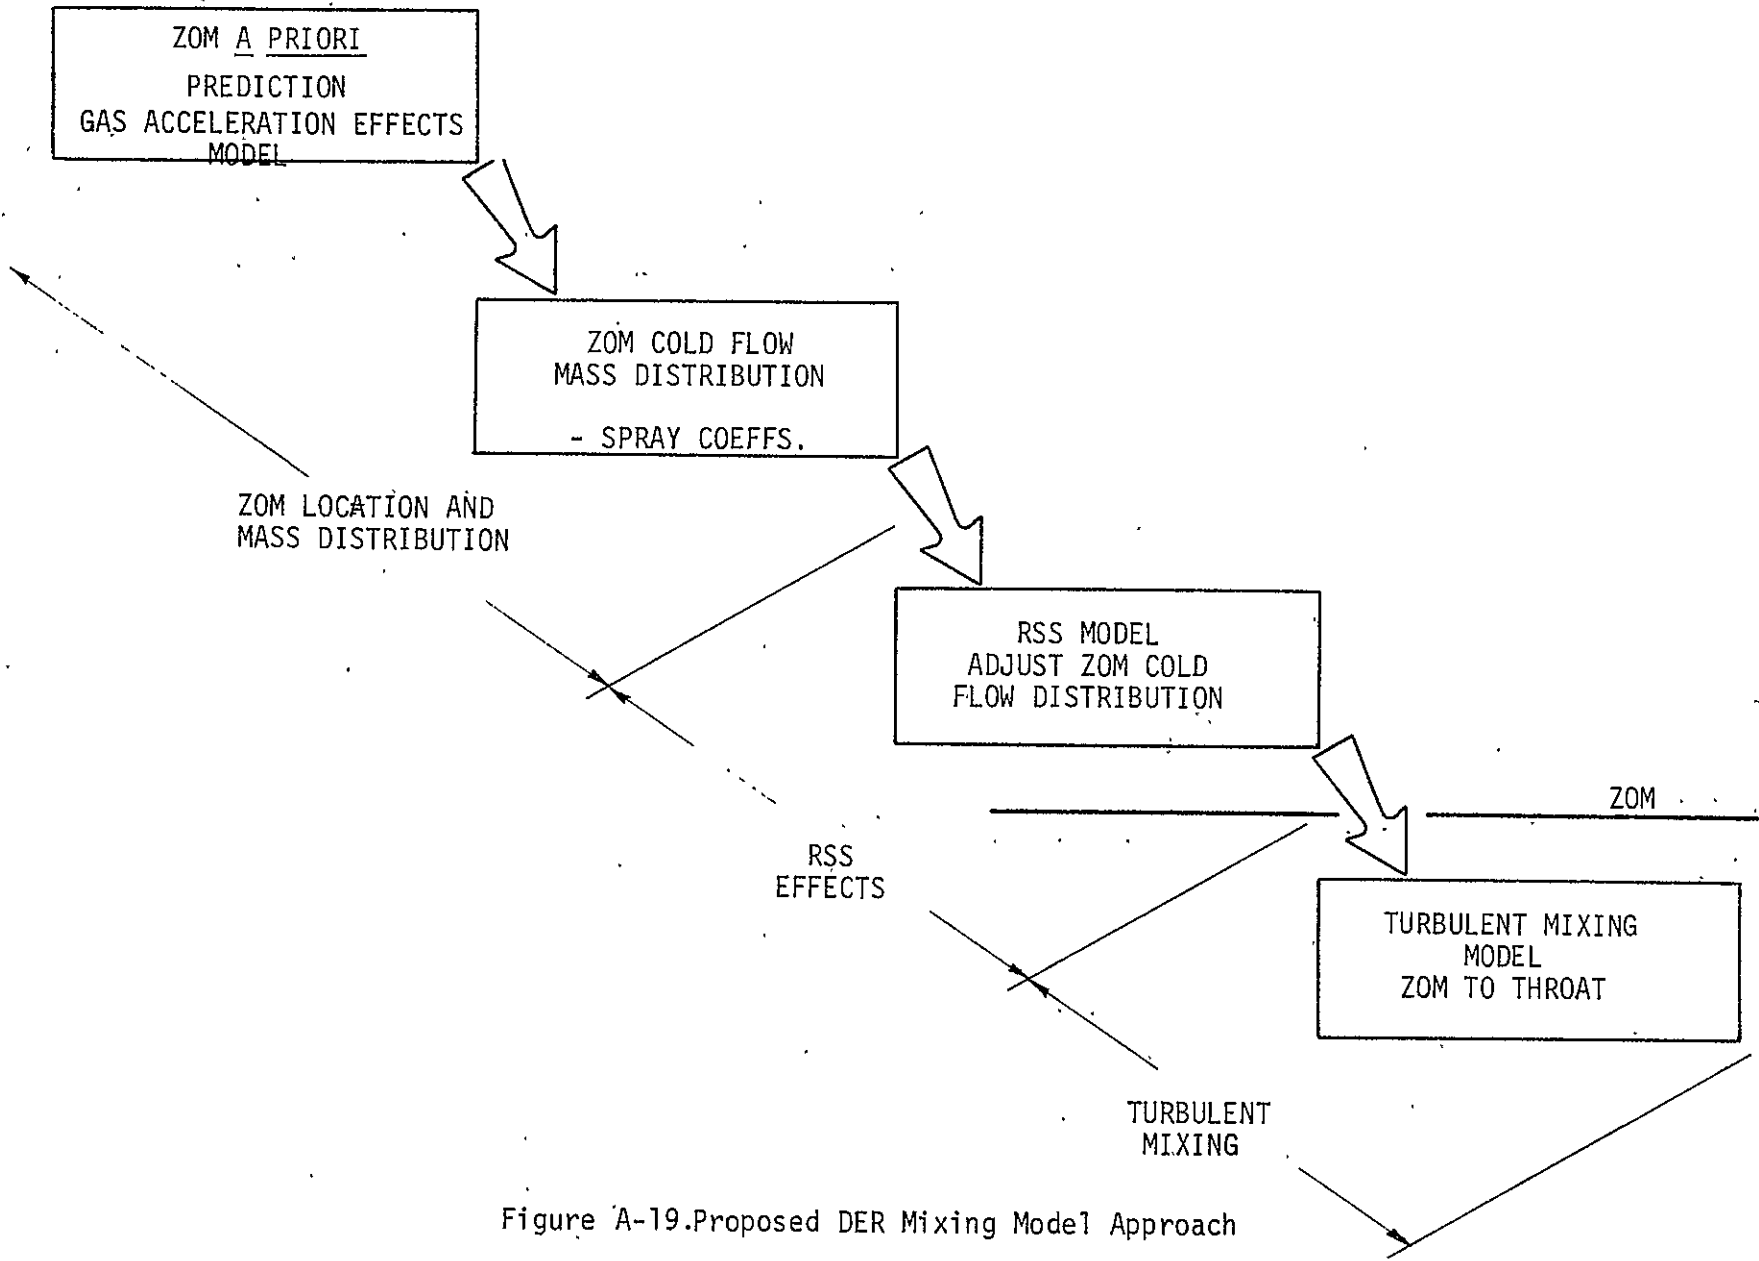 ZOM A PRIORI
PREDICTION
GAS ACCELERATION EFFECTS
MODEL
ZOM COLD FLOW
MASS DISTRIBUTION
- SPRAY COEFFS.
ZOM LOCATION AND
MASS DISTRIBUTION
RSS MODEL
ADJUST ZOM COLD
FLOW DISTRIBUTION
ZOM
RSS
EFFECTS
TURBULENT MIXING
MODEL
ZOM TO THROAT
TURBULENT
MIXING
Figure A-19.Proposed DER Mixing Model Approach